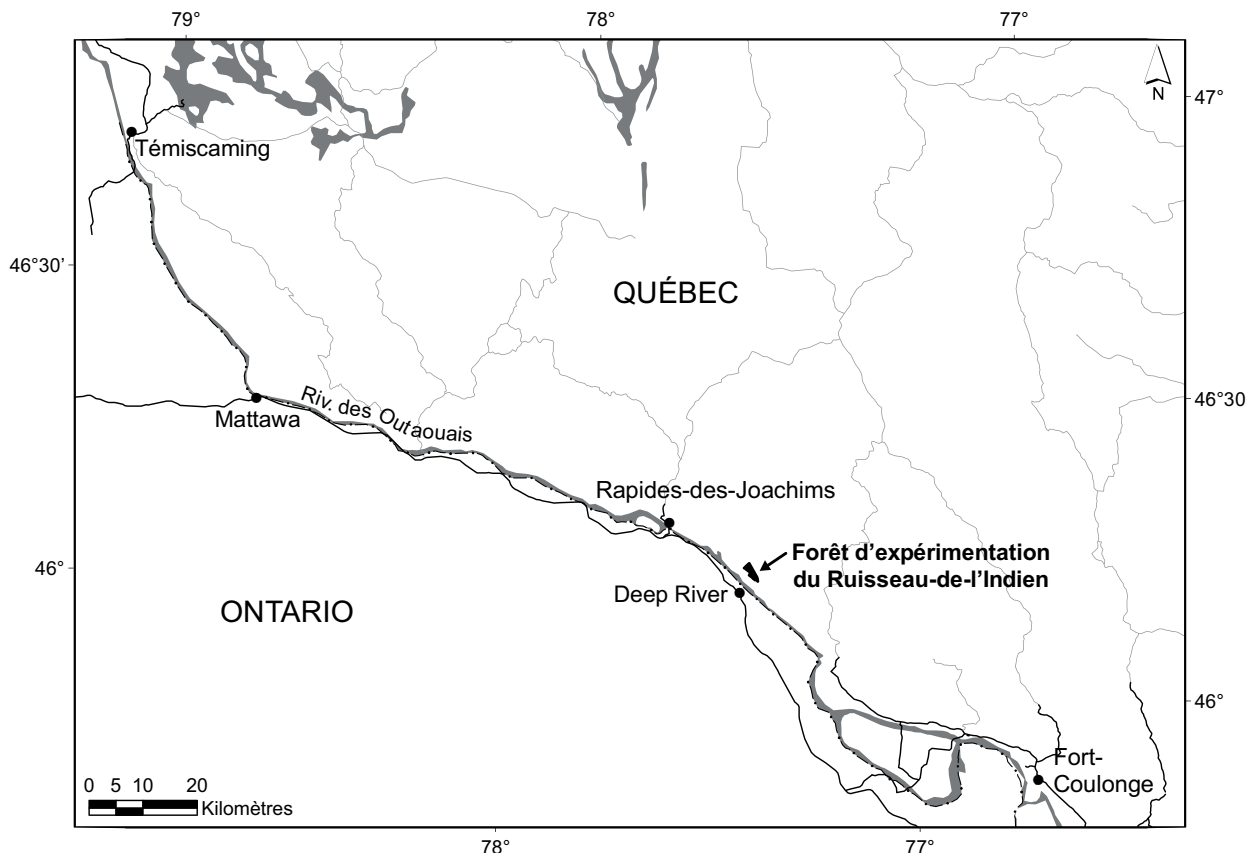 79°
78°
77°
N
47°
Témiscaming
46°30’
QUÉBEC
Riv. des Outaouais
46°30
Mattawa
Rapides-des-Joachims
46°
Forêt d’expérimentation
du Ruisseau-de-l’Indien
Deep River
ONTARIO
46°
Fort-
Coulonge
0 5 10 20
Kilomètres
78°
77°